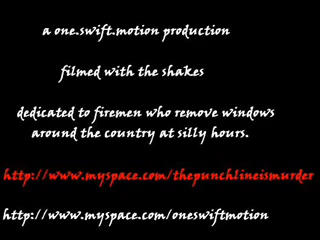 a one.swift.motion production
filmed with the shakes
dedicated to firemen who remove windows
around the country at silly hours.
http://www.myspace.com/thepunchlineismurder
http://www.myspace.com/oneswiftmotion